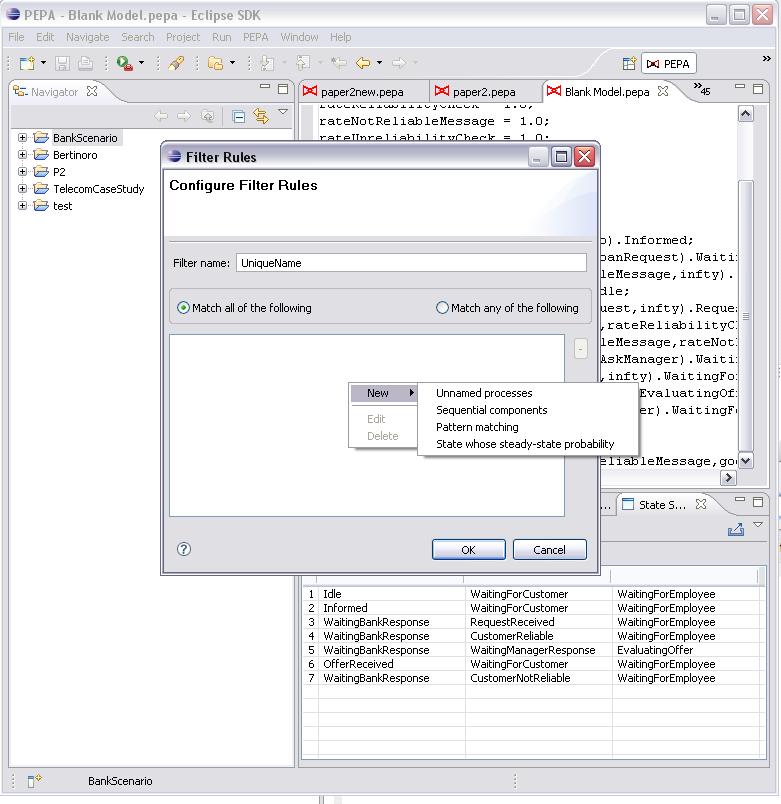 PEPA - Blank Model.pepa - Eclipse SDK
File Edit Navigate Search Project Run PEPA Window Help
PEPA
Navigator
paper2new.pepa
paper2.pepa
Blank Model.pepa
45
rateNotReliableMessage = 1.0;
rateUnreliabilityCheck = 1.0;
BankScenario
Bertinoro
P2
TelecomCaseStudy
test
Filter Rules
Configure Filter Rules
Filter name: UniqueName
Match all of the following
Match any of the following
-
New
Edit
Delete
Unnamed processes
Sequential components
Pattern matching
State whose steady-state probability
OK
Cancel
o).Informed;
oanRequest).Waiti
leMessage,infty).
dle;
uest,infty).Reque
,rateReliabilityC
leMessage,rateNot
AskManager).Waiti
,infty).WaitingFo
EvaluatingOf
er).WaitingF
eliableMessage,go
... State S...
1 Idle WaitingForCustomer WaitingForEmployee
2 Informed WaitingForCustomer WaitingForEmployee
3 WaitingBankResponse RequestReceived WaitingForEmployee
4 WaitingBankResponse CustomerReliable WaitingForEmployee
5 WaitingBankResponse WaitingManagerResponse EvaluatingOffer
6 OfferReceived WaitingForCustomer WaitingForEmployee
7 WaitingBankResponse CustomerNotReliable WaitingForEmployee
BankScenario